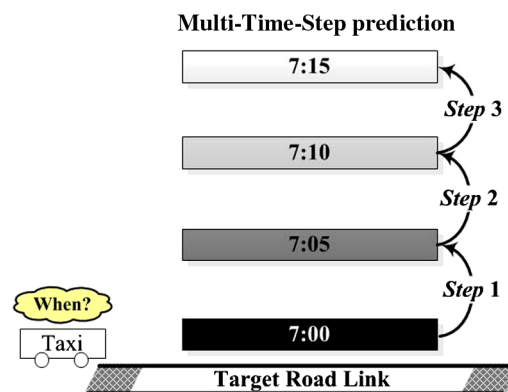 Multi-Time-Step prediction
7:15
Step 3
7:10
Step 2
7:05
Step 1
When?
7:00
Taxi
Target Road Link